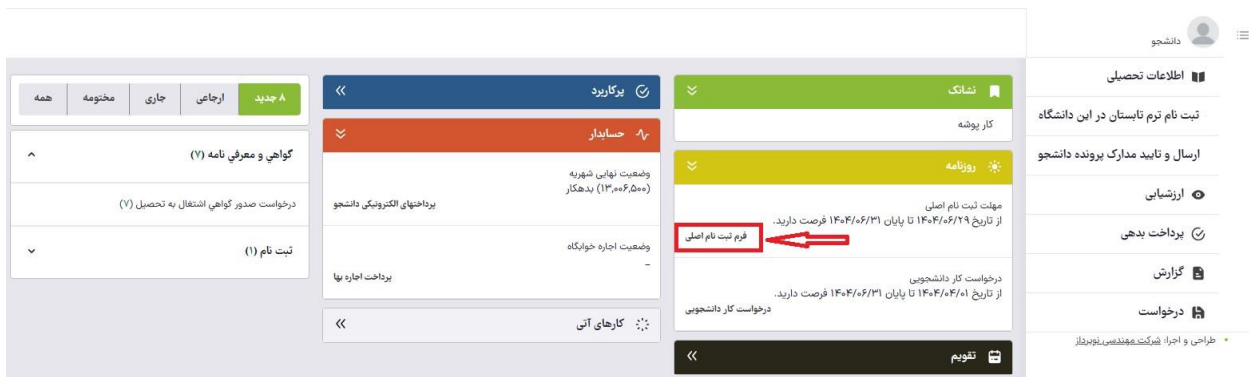 دانشجو
اطلاعات تحصیلی
ثبت نام ترم تابستان در این دانشگاه
ارسال و تایید مدارک پرونده دانشجو
ارزشیابی
پرداخت بدهی
گزارش
درخواست
طراحی و اجرا: شرکت مهندسی نوپرداز
نشانک
کار پوشه
روزنامه
مهلت ثبت نام اصلی
از تاریخ ۱۴۰۴/۰۶/۲۹ تا پایان ۱۴۰۴/۰۶/۳۱ فرصت دارید.
فرم ثبت نام اصلی
درخواست کار دانشجویی
از تاریخ ۱۴۰۴/۰۴/۰۱ تا پایان ۱۴۰۴/۰۶/۳۱ فرصت دارید.
درخواست کار دانشجویی
تقویم
پرکاربرد
حسابدار
وضعیت نهایی شهریه
(۱۳,۰۰۶,۵۰۰) بدهکار
پرداختهای الکترونیکی دانشجو
وضعیت اجاره خوابگاه
–
پرداخت اجاره بها
کارهای آتی
۸ جدید ارجاعی جاری مختومه همه
گواهي و معرفي نامه (۷)
درخواست صدور گواهي اشتغال به تحصيل (۷)
ثبت نام (۱)